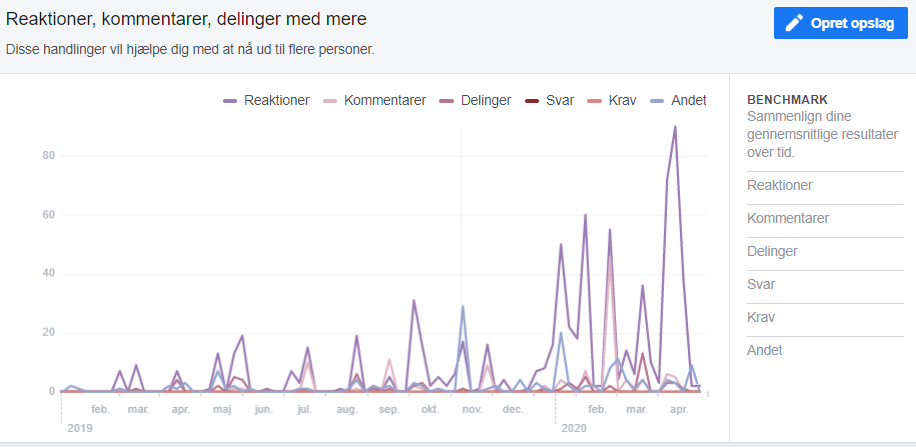 Reaktioner, kommentarer, delinger med mere
Opret opslag
Disse handlinger vil hjælpe dig med at nå ud til flere personer.
Reaktioner Kommentarer Delinger Svar Krav Andet
BENCHMARK
Sammenlign dine
gennemsnitlige resultater
over tid.
Reaktioner
Kommentarer
Delinger
Svar
Krav
Andet
80
60
40
20
0
feb. mar. apr. maj jun. jul. aug. sep. okt. nov. dec. feb. mar. apr.
2019 2020